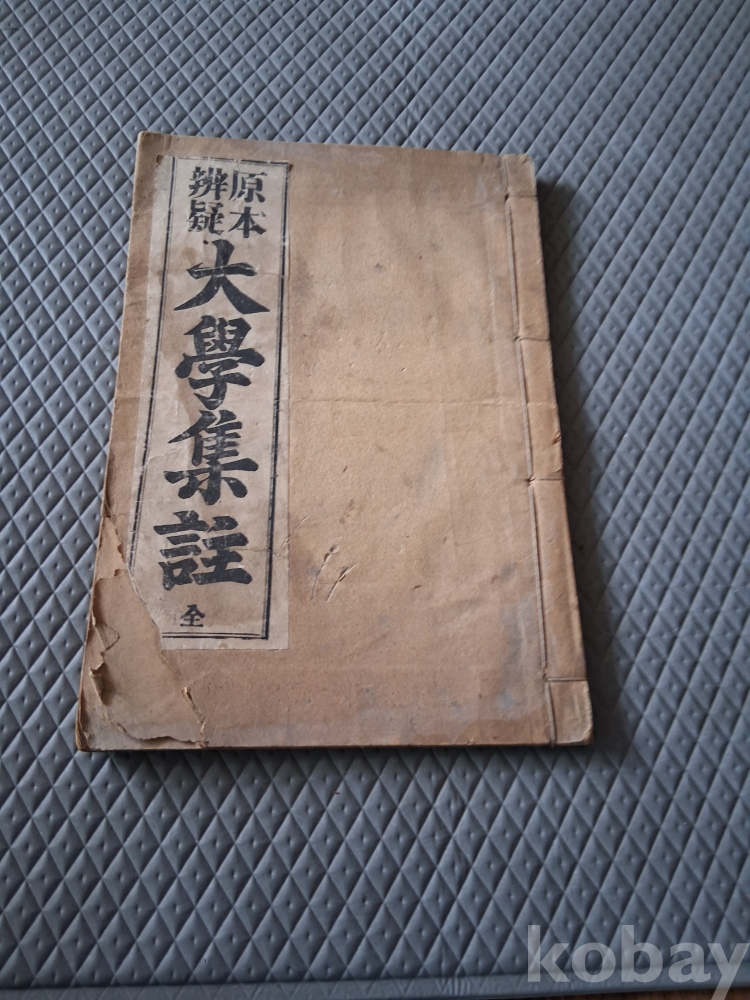 原本
辨疑
大學集註
全
kobay